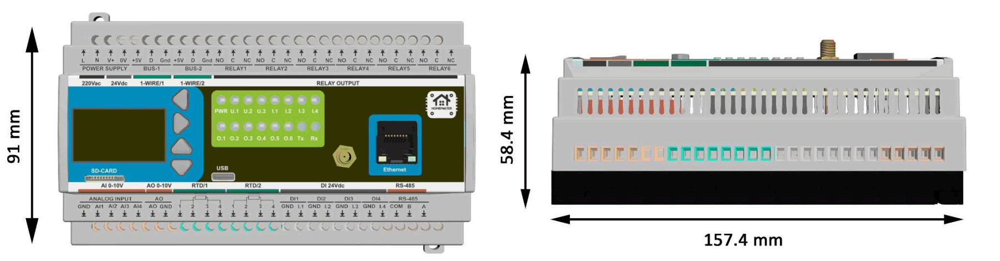 L N V+ 0V +5V D Gnd +5V D Gnd NO C NC NO C NC NO C NC NO C NC NO C NC NO C NC
POWER SUPPLY BUS-1 BUS-2 RELAY1 RELAY2 RELAY3 RELAY4 RELAY5 RELAY6
220Vac 24Vdc 1-WIRE/1 1-WIRE/2 RELAY OUTPUT
PWR U.1 U.2 U.3 I.1 I.2 I.3 I.4
HOMEMASTER
O.1 O.2 O.3 O.4 O.5 O.6 Tx Rx
SD-CARD
USB
Ethernet
AI 0-10V AO 0-10V RTD/1 RTD/2 DI 24Vdc RS-485
ANALOG INPUT AO DI1 DI2 DI3 DI4 RS-485
GND AI1 AI2 AI3 AI4 AO GND 1 2 3 4 1 2 3 4 GND I.1 GND I.2 GND I.3 GND I.4 COM B A
91 mm
58.4 mm
157.4 mm